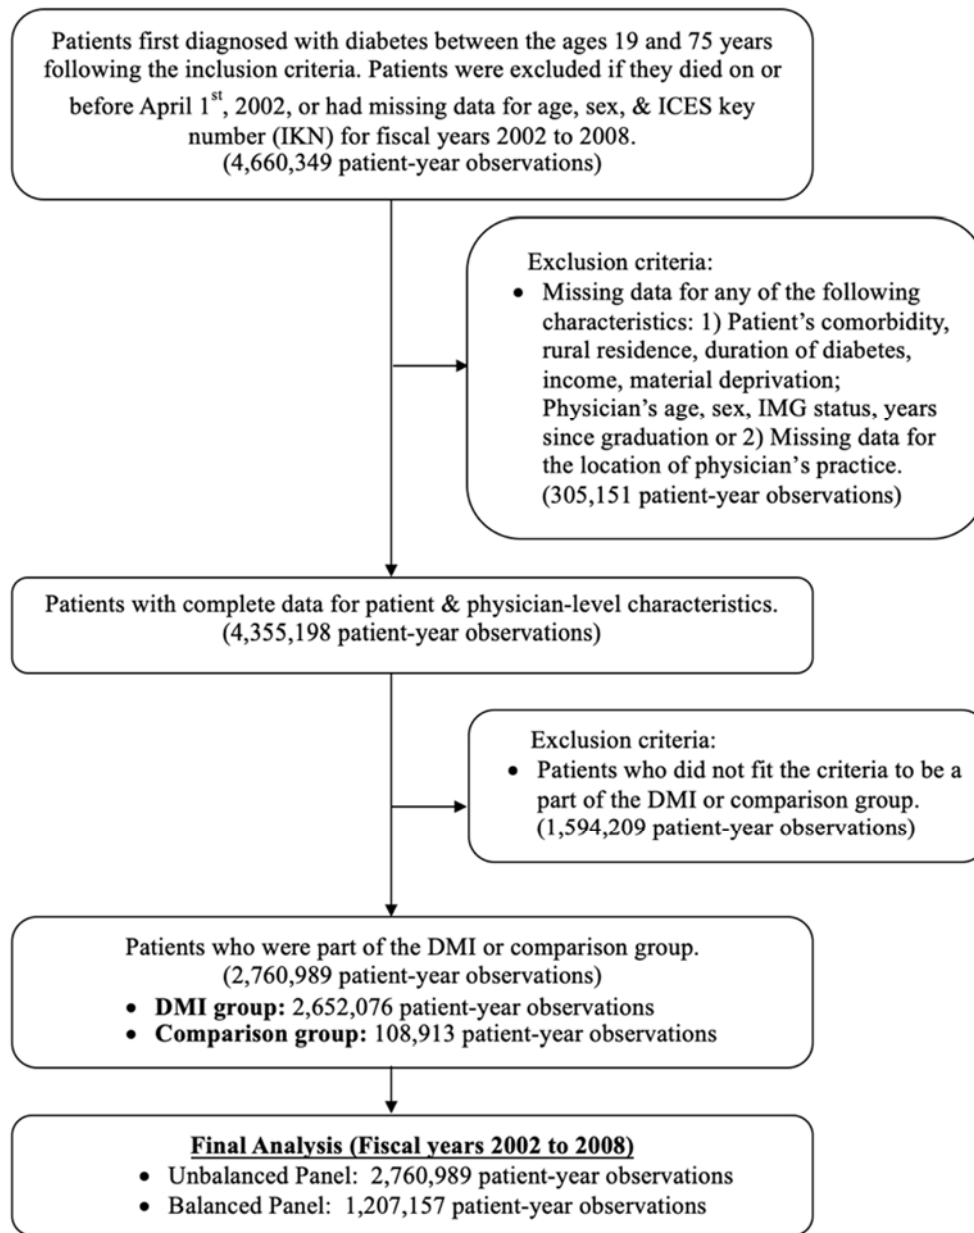 Patients first diagnosed with diabetes between the ages 19 and 75 years
following the inclusion criteria. Patients were excluded if they died on or
before April 1st, 2002, or had missing data for age, sex, & ICES key
number (IKN) for fiscal years 2002 to 2008.
(4,660,349 patient-year observations)
Exclusion criteria:
• Missing data for any of the following
characteristics: 1) Patient's comorbidity,
rural residence, duration of diabetes,
income, material deprivation;
Physician's age, sex, IMG status, years
since graduation or 2) Missing data for
the location of physician's practice.
(305,151 patient-year observations)
Patients with complete data for patient & physician-level characteristics.
(4,355,198 patient-year observations)
Exclusion criteria:
• Patients who did not fit the criteria to be a
part of the DMI or comparison group.
(1,594,209 patient-year observations)
Patients who were part of the DMI or comparison group.
(2,760,989 patient-year observations)
• DMI group: 2,652,076 patient-year observations
• Comparison group: 108,913 patient-year observations
Final Analysis (Fiscal years 2002 to 2008)
• Unbalanced Panel: 2,760,989 patient-year observations
• Balanced Panel: 1,207,157 patient-year observations